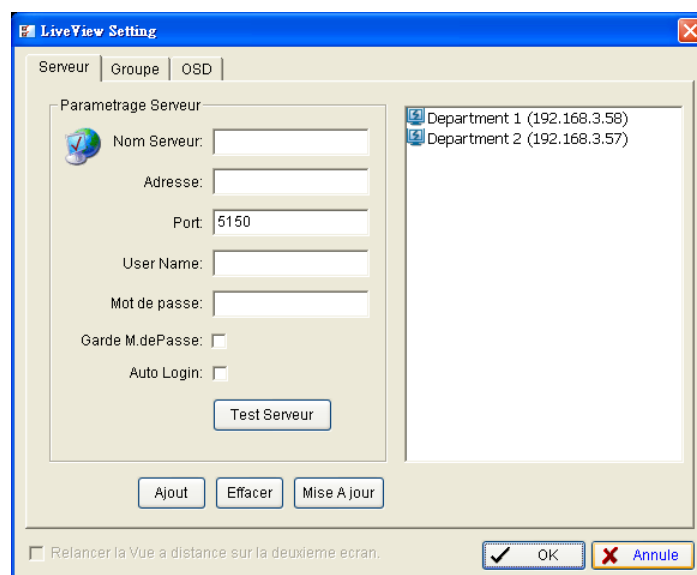 LiveView Setting
Serveur
Groupe
OSD
Parametrage Serveur
Nom Serveur:
Adresse:
Port: 5150
User Name:
Mot de passe:
Garde M.dePasse:
Auto Login:
Test Serveur
Ajout
Effacer
Mise A jour
Department 1 (192.168.3.58)
Department 2 (192.168.3.57)
Relancer la Vue a distance sur la deuxieme ecran.
OK
Annule